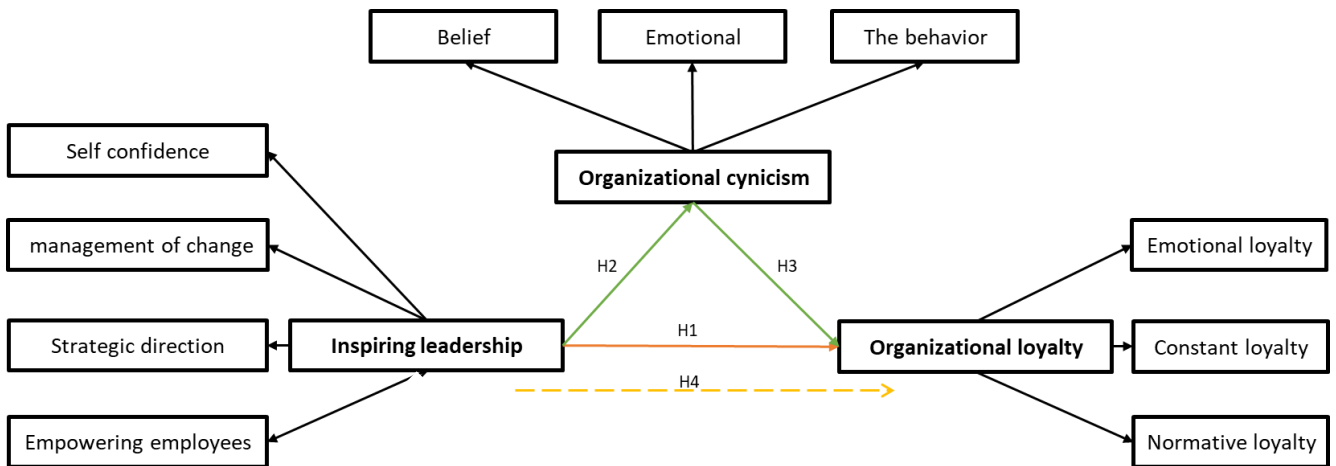 Belief
Emotional
The behavior
Self confidence
Organizational cynicism
management of change
Emotional loyalty
H2
H3
Strategic direction
Inspiring leadership
H1
Organizational loyalty
Constant loyalty
H4
Empowering employees
Normative loyalty